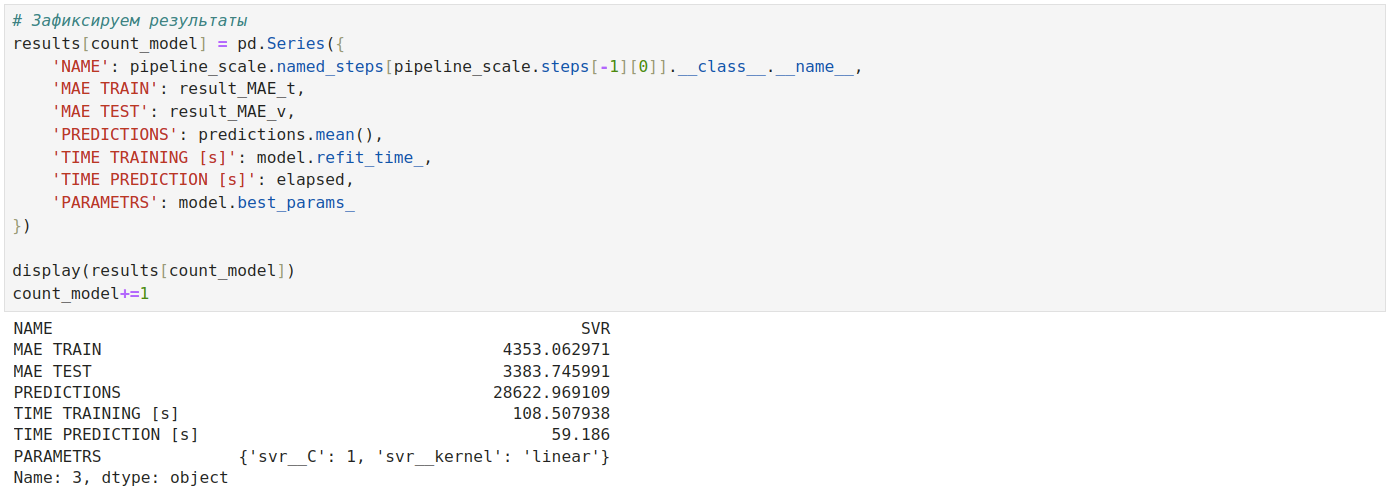 # Зафиксируем результаты
results[count_model] = pd.Series({
    'NAME': pipeline_scale.named_steps[pipeline_scale.steps[-1][0]].__class__.__name__,
    'MAE TRAIN': result_MAE_t,
    'MAE TEST': result_MAE_v,
    'PREDICTIONS': predictions.mean(),
    'TIME TRAINING [s]': model.refit_time_,
    'TIME PREDICTION [s]': elapsed,
    'PARAMETRS': model.best_params_
})

display(results[count_model])
count_model+=1
NAME                                                      SVR
MAE TRAIN                                         4353.062971
MAE TEST                                          3383.745991
PREDICTIONS                                      28622.969109
TIME TRAINING [s]                                  108.507938
TIME PREDICTION [s]                                    59.186
PARAMETRS              {'svr__C': 1, 'svr__kernel': 'linear'}
Name: 3, dtype: object